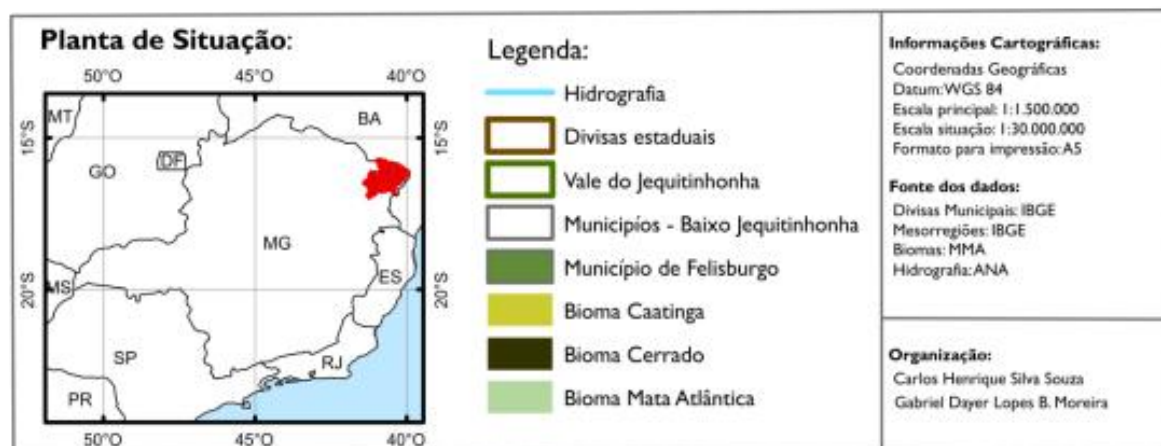 Planta de Situação:
50°O
45°O
40°O
MT
BA
15°S
15°S
GO
DF
MG
MS
ES
20°S
20°S
SP
RJ
PR
50°O
45°O
40°O
Legenda:
Hidrografia
Divisas estaduais
Vale do Jequitinhonha
Municipíos - Baixo Jequitinhonha
Município de Felisburgo
Bioma Caatinga
Bioma Cerrado
Bioma Mata Atlântica
Informações Cartográficas:
Coordenadas Geográficas
Datum: WGS 84
Escala principal: 1:1.500.000
Escala situação: 1:30.000.000
Formato para impressão: A5
Fonte dos dados:
Divisas Municipais: IBGE
Mesorregiões: IBGE
Biomas: MMA
Hidrografia: ANA
Organização:
Carlos Henrique Silva Souza
Gabriel Dayer Lopes B. Moreira